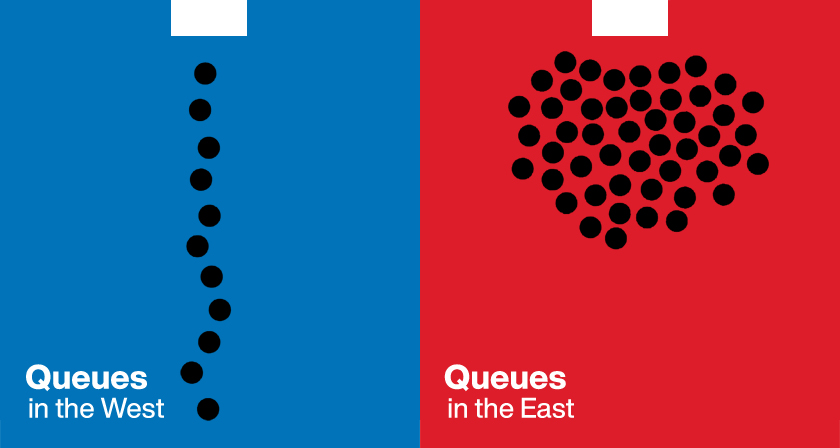 Queues
in the West
Queues
in the East